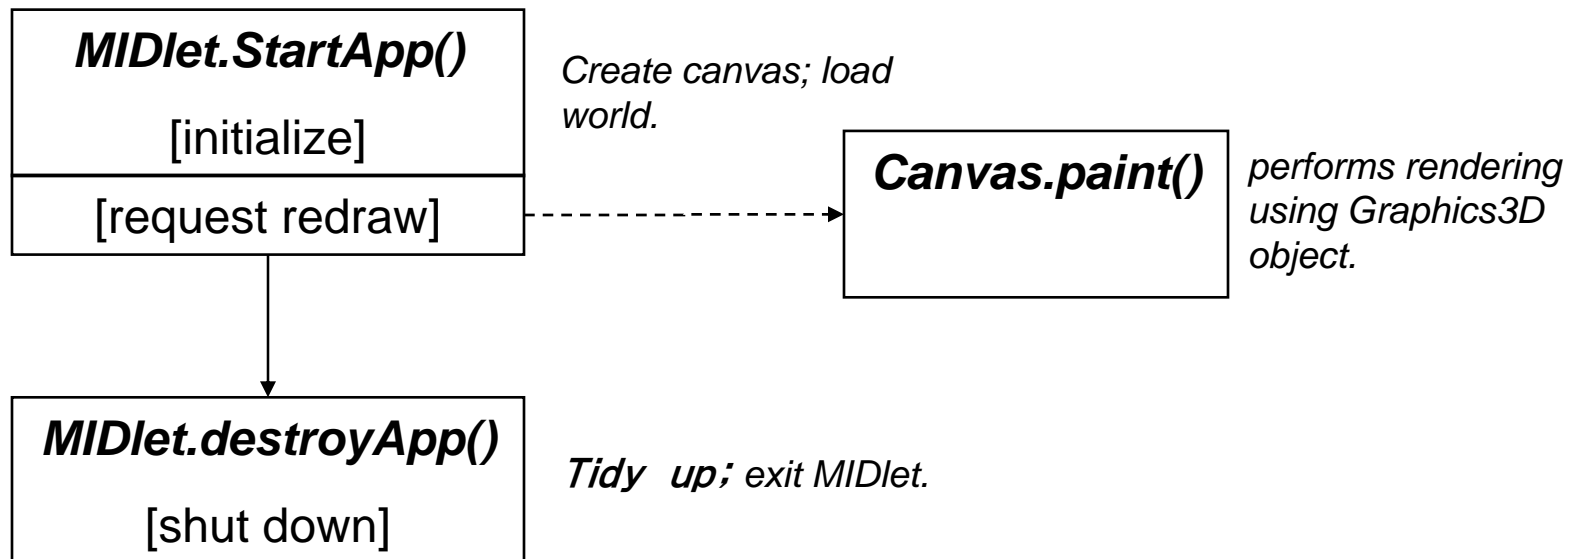 MIDlet.StartApp()
[initialize]
[request redraw]
Create canvas; load
world.
Canvas.paint()
performs rendering
using Graphics3D
object.
MIDlet.destroyApp()
[shut down]
Tidy up; exit MIDlet.